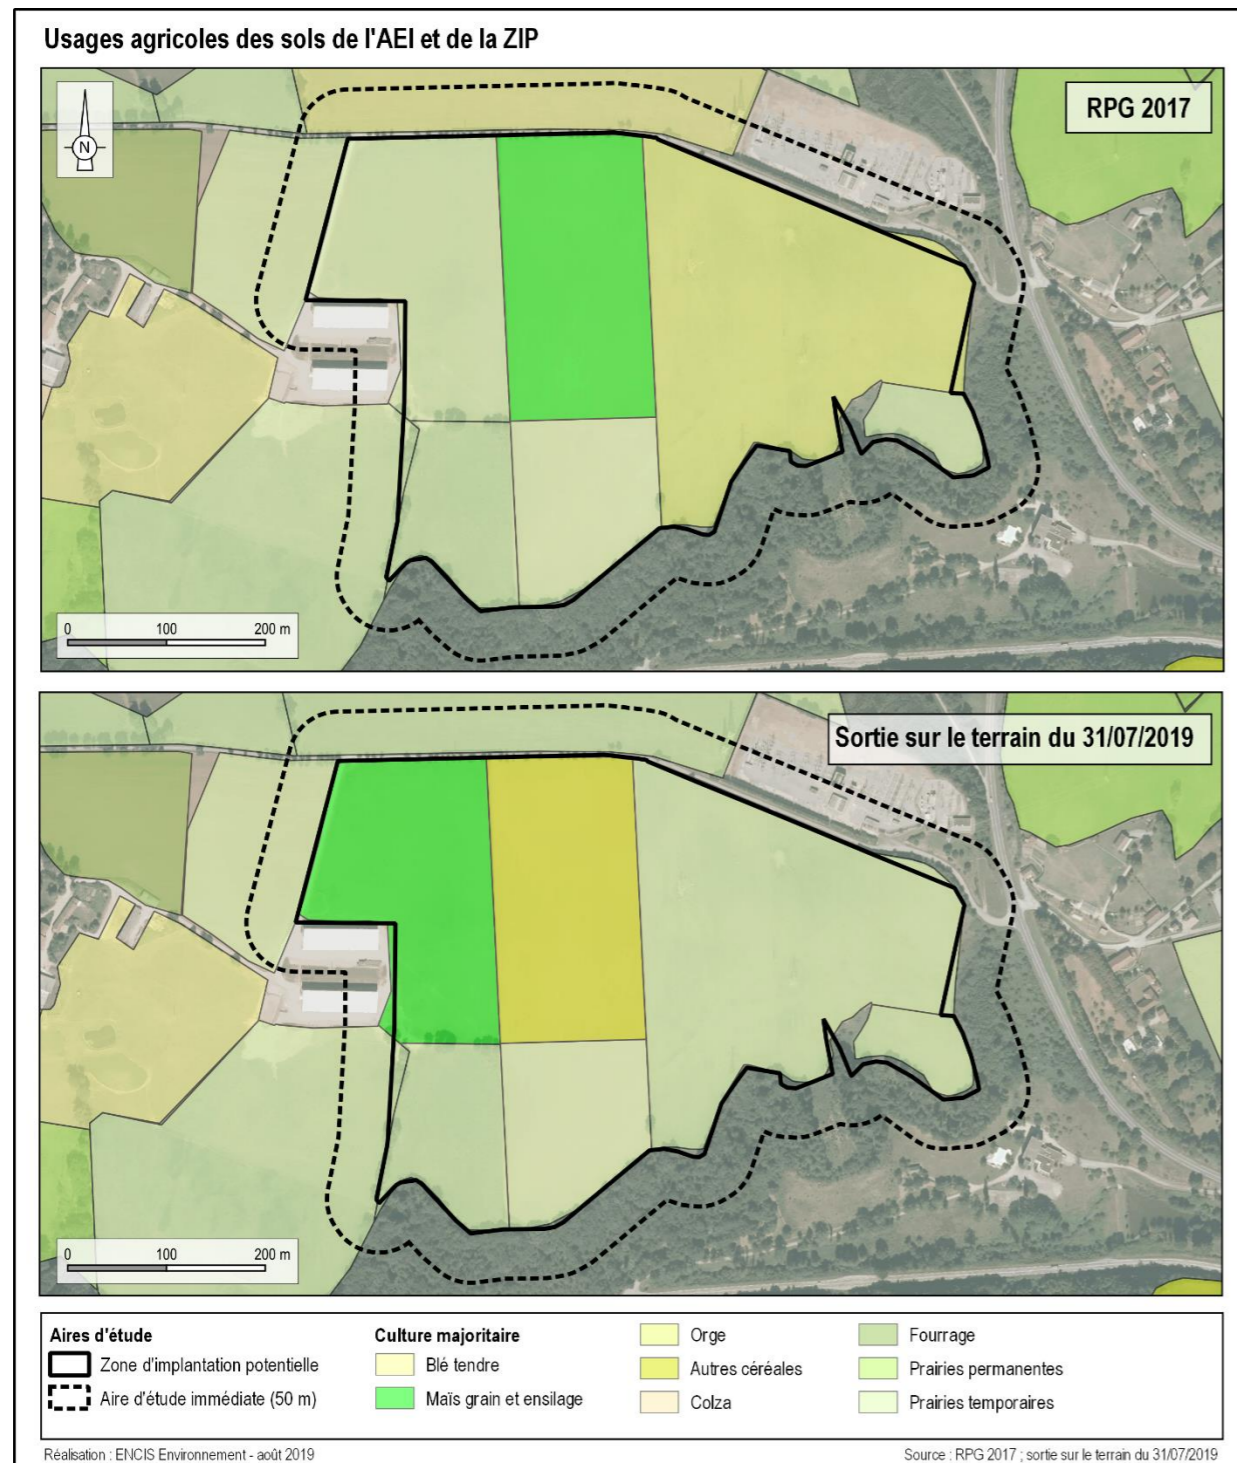 Usages agricoles des sols de l'AEI et de la ZIP
RPG 2017
N
0 100 200 m
Sortie sur le terrain du 31/07/2019
0 100 200 m
Aires d'étude
Zone d'implantation potentielle
Aire d'étude immédiate (50 m)
Culture majoritaire
Blé tendre
Maïs grain et ensilage
Orge
Autres céréales
Colza
Fourrage
Prairies permanentes
Prairies temporaires
Réalisation : ENCIS Environnement - août 2019
Source : RPG 2017 ; sortie sur le terrain du 31/07/2019